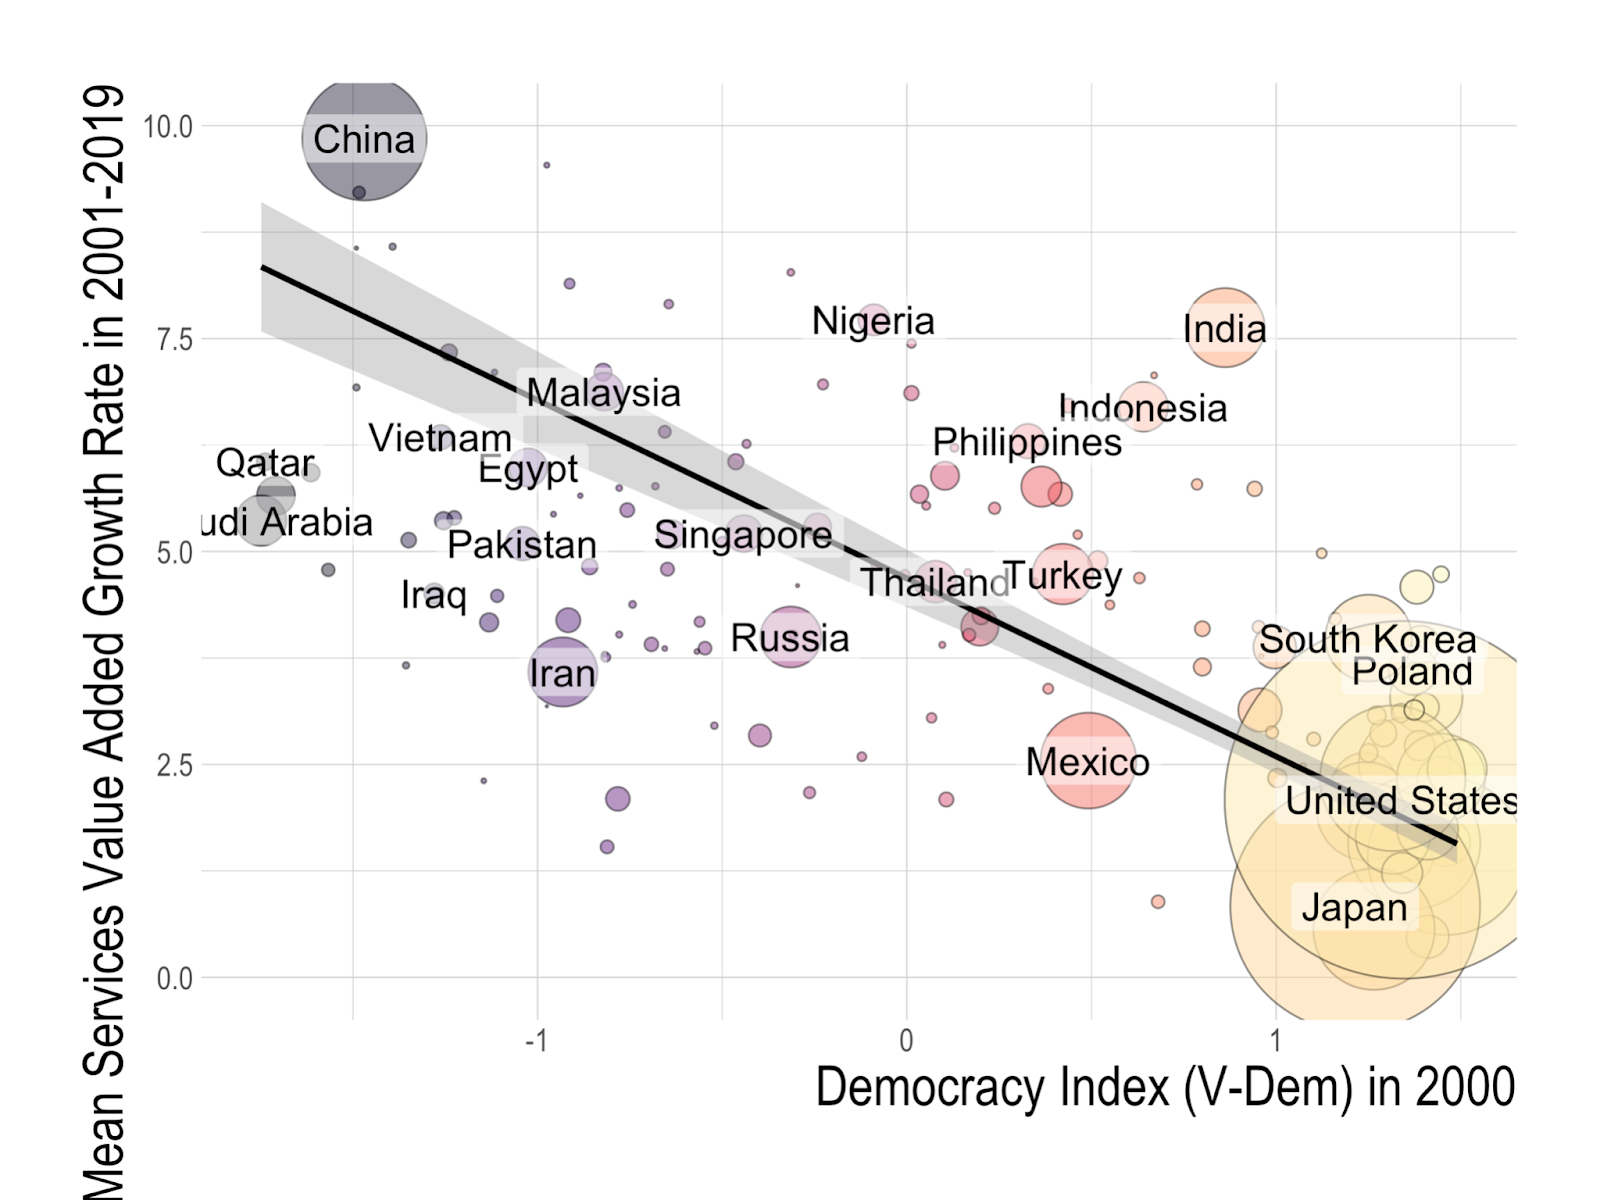 Mean Services Value Added Growth Rate in 2001-2019
10.0
7.5
5.0
2.5
0.0
China
Nigeria
India
Malaysia
Indonesia
Vietnam
Philippines
Qatar
Egypt
udi Arabia
Pakistan
Singapore
Thailand
Turkey
Iraq
Russia
South Korea
Iran
Poland
Mexico
United States
Japan
-1
0
1
Democracy Index (V-Dem) in 2000